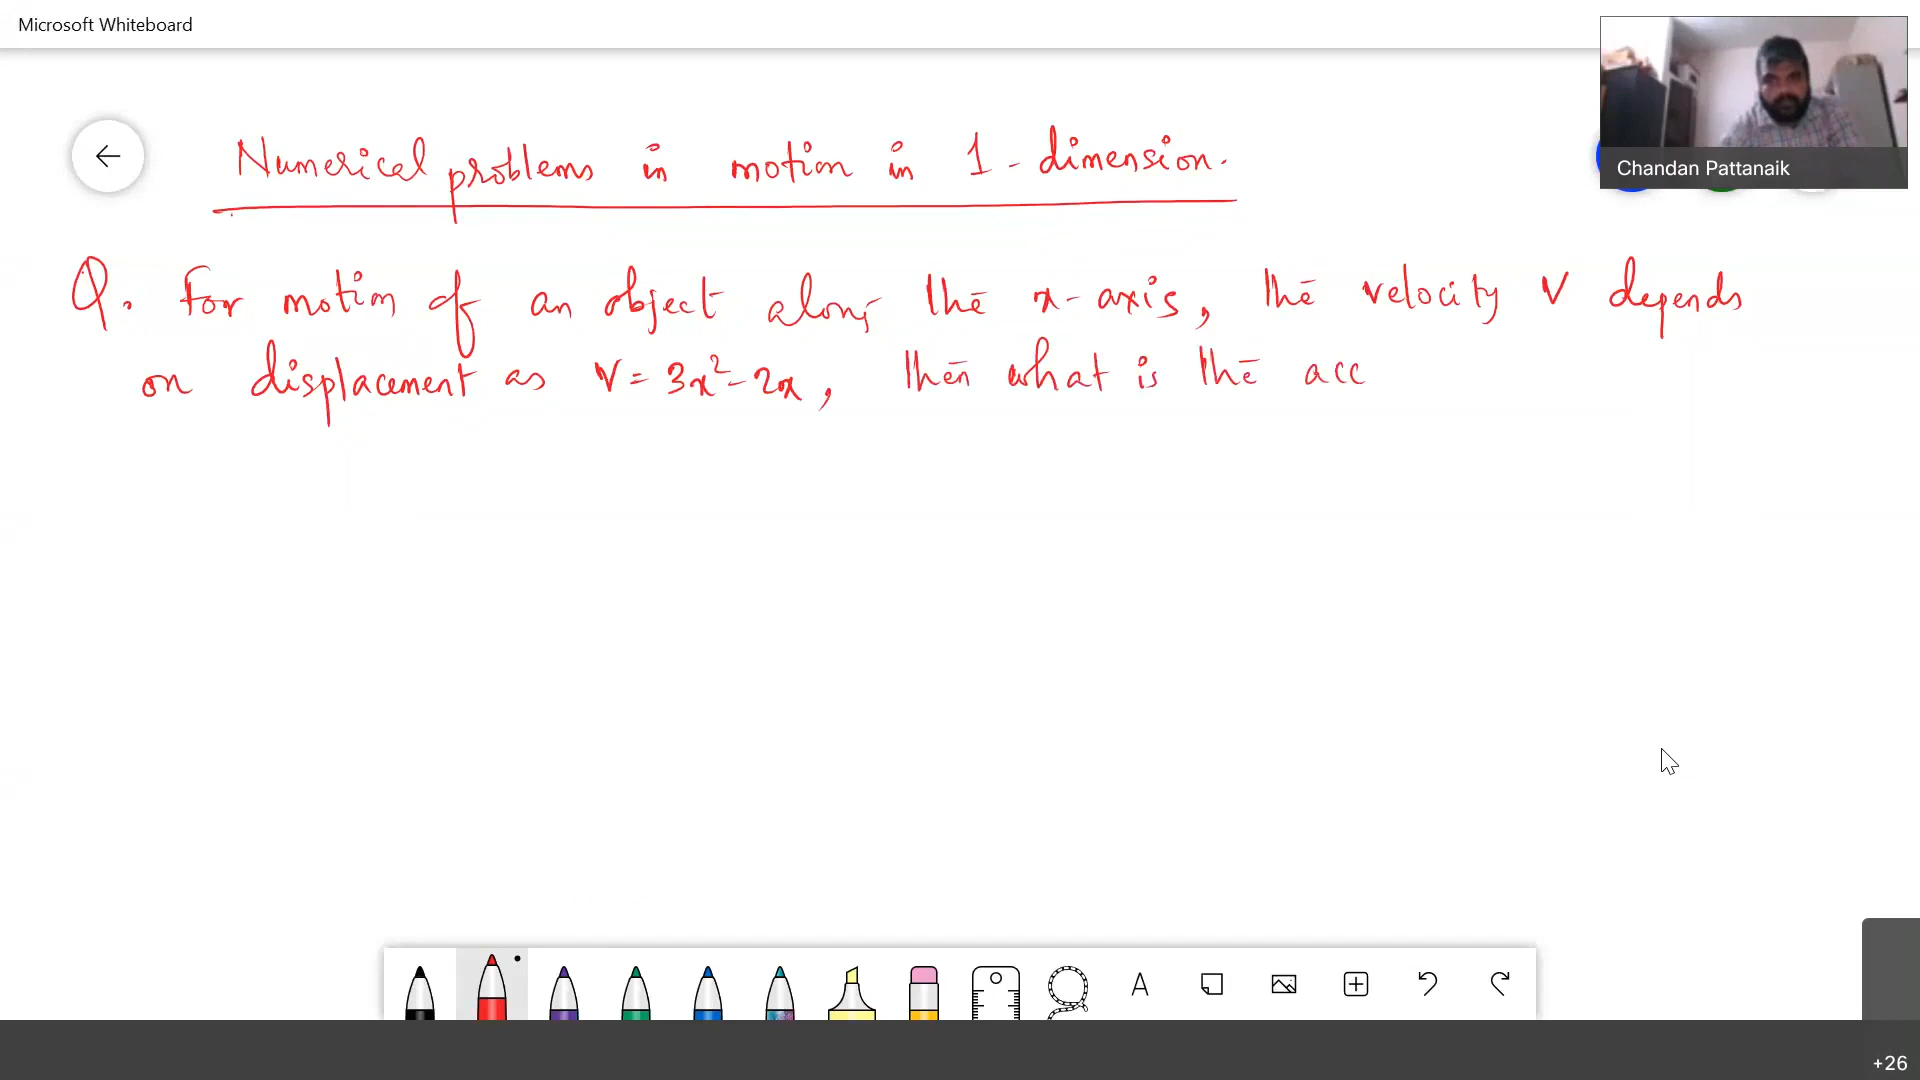 Microsoft Whiteboard
Chandan Pattanaik
Numerical problems in motion in 1-dimension.
Q. For motion of an object along the x-axis, the velocity v depends
on displacement as v = 3x² - 2x, then what is the acc
A
+26